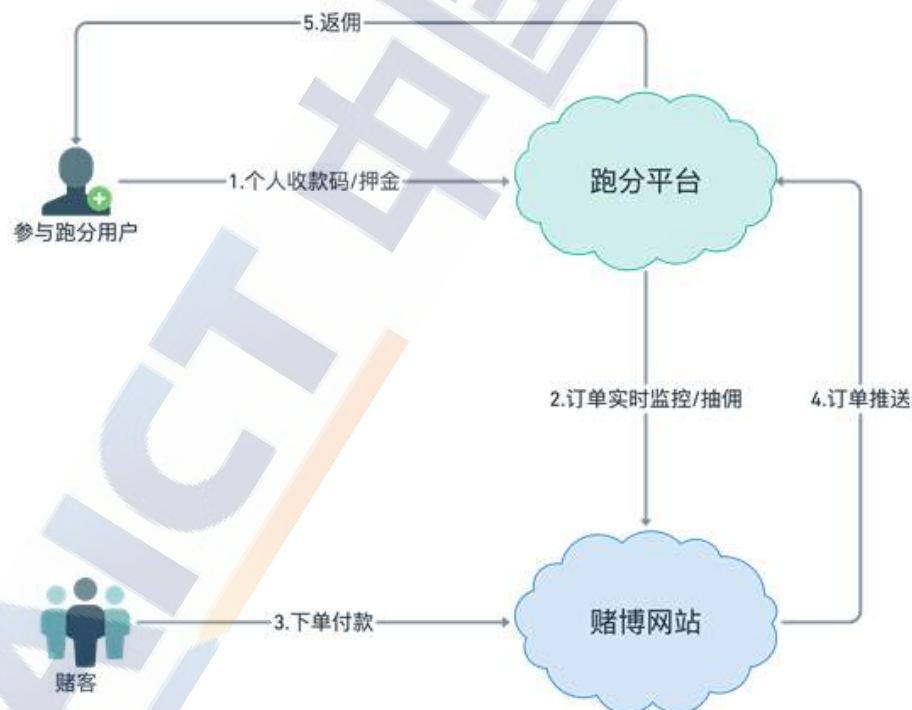 5.返佣
1.个人收款码/押金
跑分平台
参与跑分用户
2.订单实时监控/抽佣
4.订单推送
3.下单付款
赌博网站
赌客